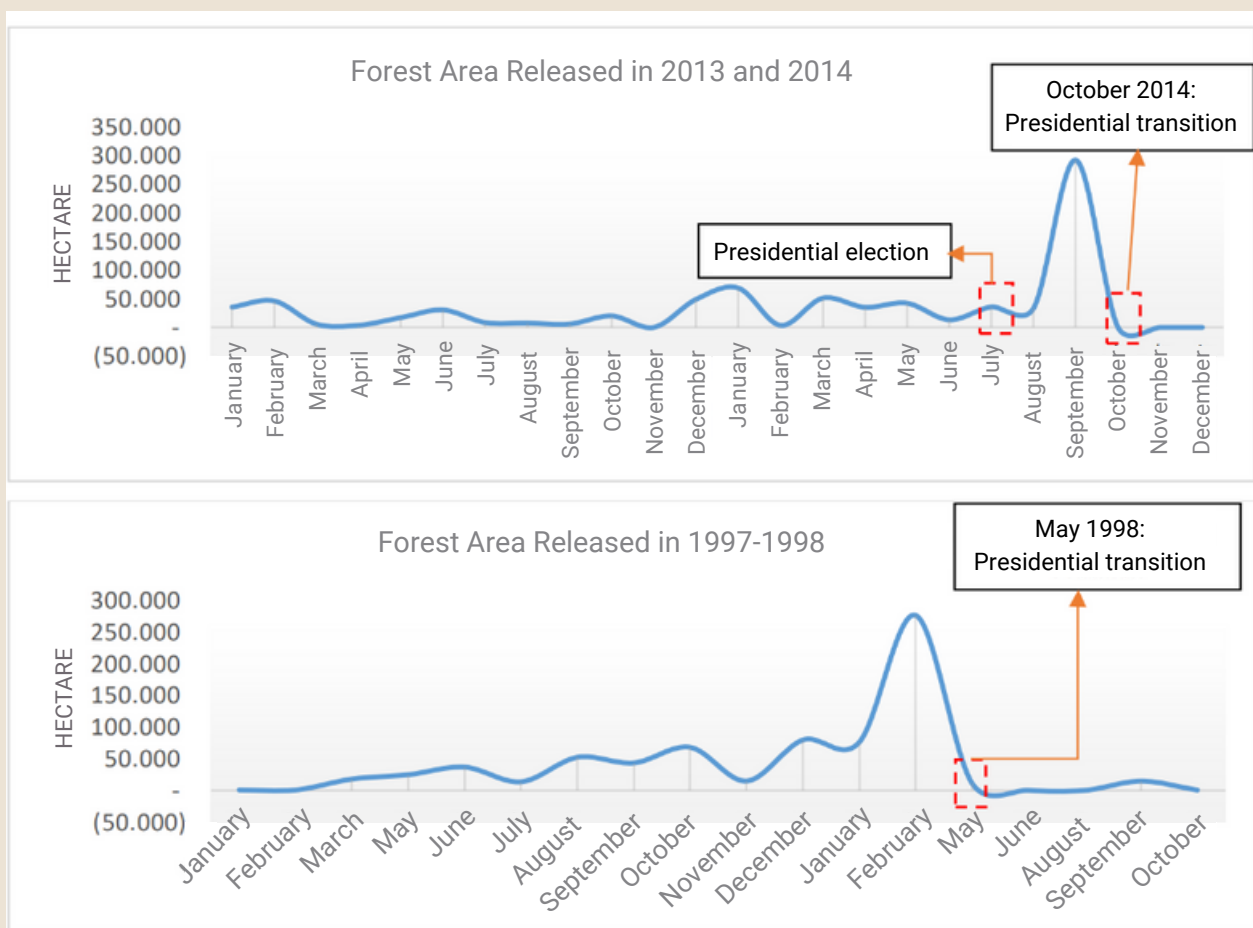 Forest Area Released in 2013 and 2014
October 2014:
Presidential transition
Presidential election
HECTARE
350.000
300.000
250.000
200.000
150.000
100.000
50.000
-
(50.000)
January
February
March
April
May
June
July
August
September
October
November
December
January
February
March
April
May
June
July
August
September
October
November
December
Forest Area Released in 1997-1998
May 1998:
Presidential transition
HECTARE
300.000
250.000
200.000
150.000
100.000
50.000
-
(50.000)
January
February
March
May
June
July
August
September
October
November
December
January
February
May
June
August
September
October